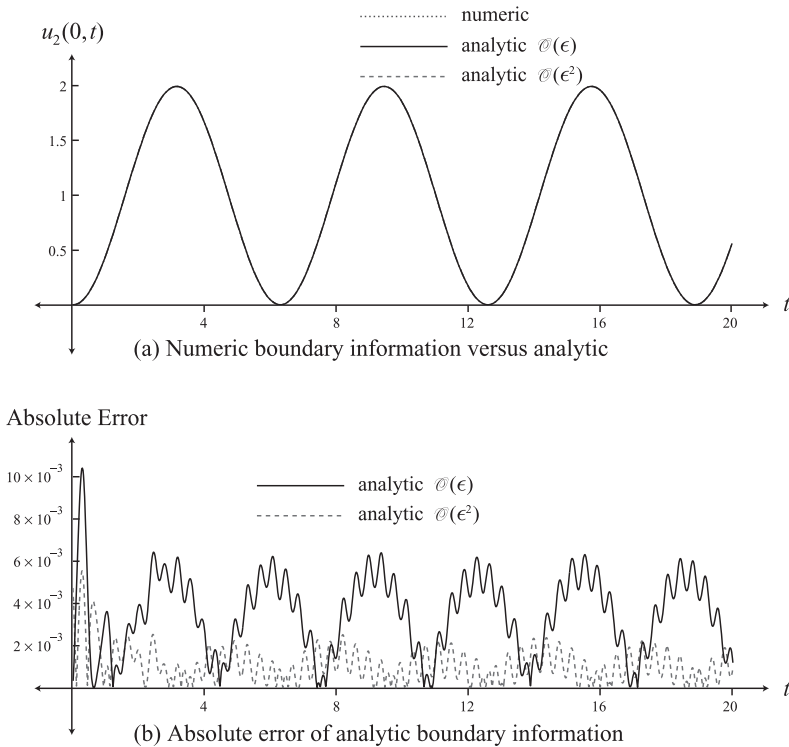 numeric
analytic 𝒪(ϵ)
analytic 𝒪(ϵ²)
u₂(0, t)
2
1.5
1
0.5
4 8 12 16 20 t
(a) Numeric boundary information versus analytic
Absolute Error
10 × 10⁻³
8 × 10⁻³
6 × 10⁻³
4 × 10⁻³
2 × 10⁻³
analytic 𝒪(ϵ)
analytic 𝒪(ϵ²)
4 8 12 16 20 t
(b) Absolute error of analytic boundary information